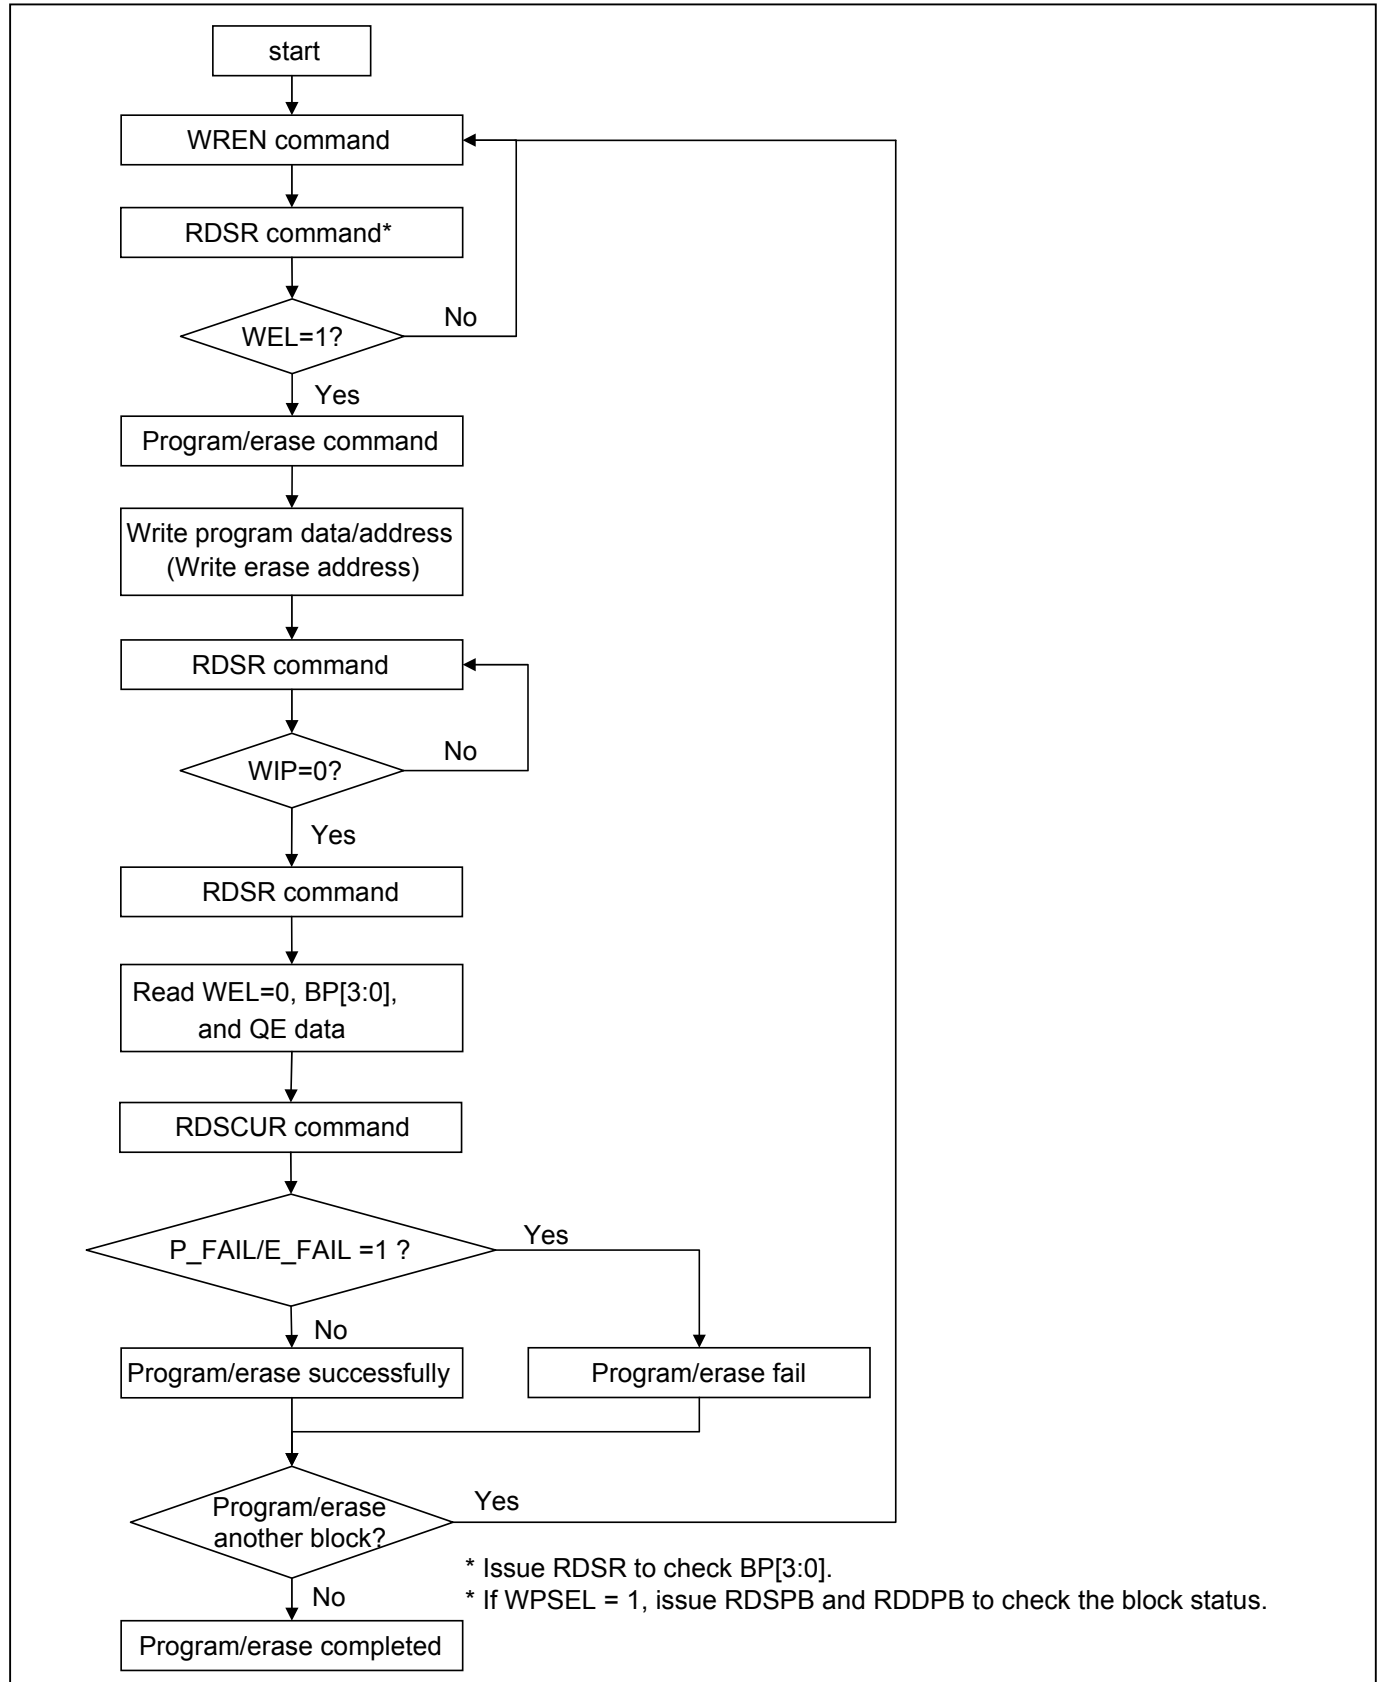 start
WREN command
RDSR command*
WEL=1?
No
Yes
Program/erase command
Write program data/address
(Write erase address)
RDSR command
WIP=0?
No
Yes
RDSR command
Read WEL=0, BP[3:0],
and QE data
RDSCUR command
P_FAIL/E_FAIL =1 ?
Yes
No
Program/erase successfully
Program/erase fail
Program/erase
another block?
Yes
* Issue RDSR to check BP[3:0].
* If WPSEL = 1, issue RDSPB and RDDPB to check the block status.
No
Program/erase completed